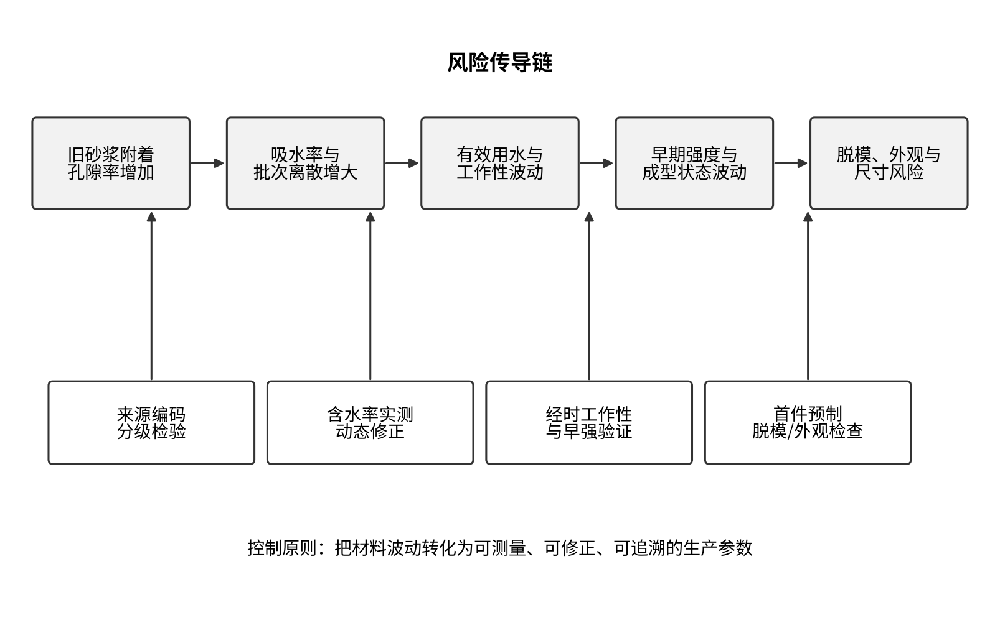 风险传导链
旧砂浆附着
孔隙率增加
吸水率与
批次离散增大
有效用水与
工作性波动
早期强度与
成型状态波动
脱模、外观与
尺寸风险
来源编码
分级检验
含水率实测
动态修正
经时工作性
与早强验证
首件预制
脱模/外观检查
控制原则：把材料波动转化为可测量、可修正、可追溯的生产参数